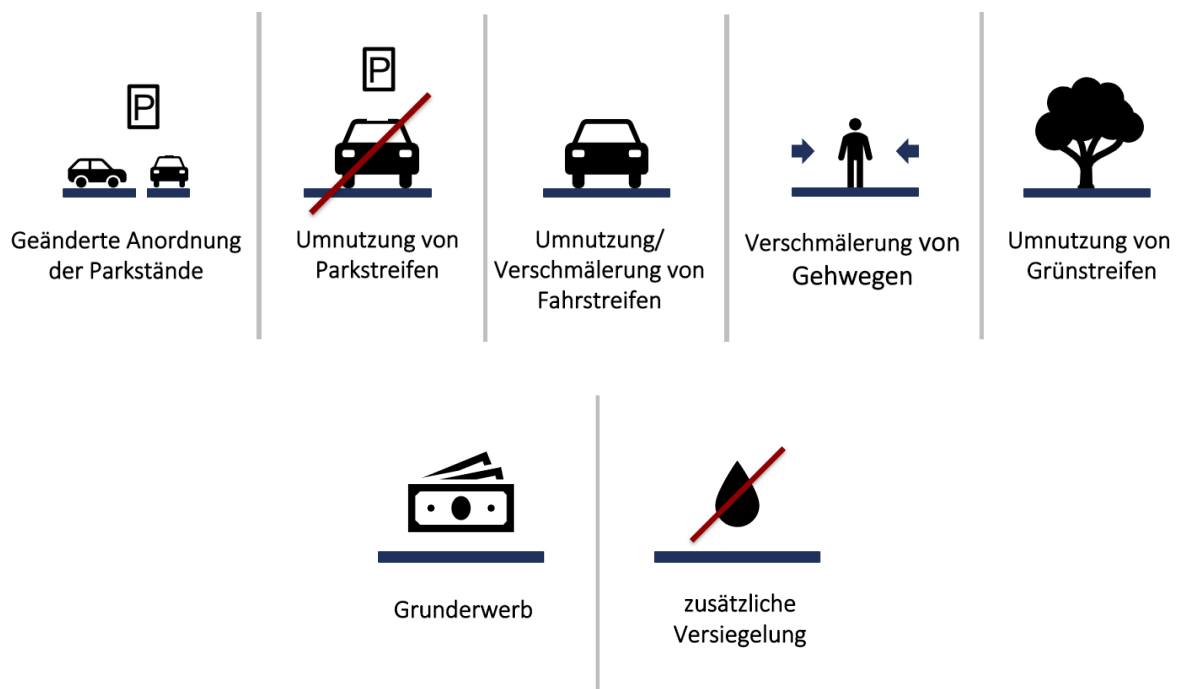 P
P
Geänderte Anordnung
der Parkstände
Umnutzung von
Parkstreifen
Umnutzung/
Verschmälerung von
Fahrstreifen
Verschmälerung von
Gehwegen
Umnutzung von
Grünstreifen
Grunderwerb
zusätzliche
Versiegelung